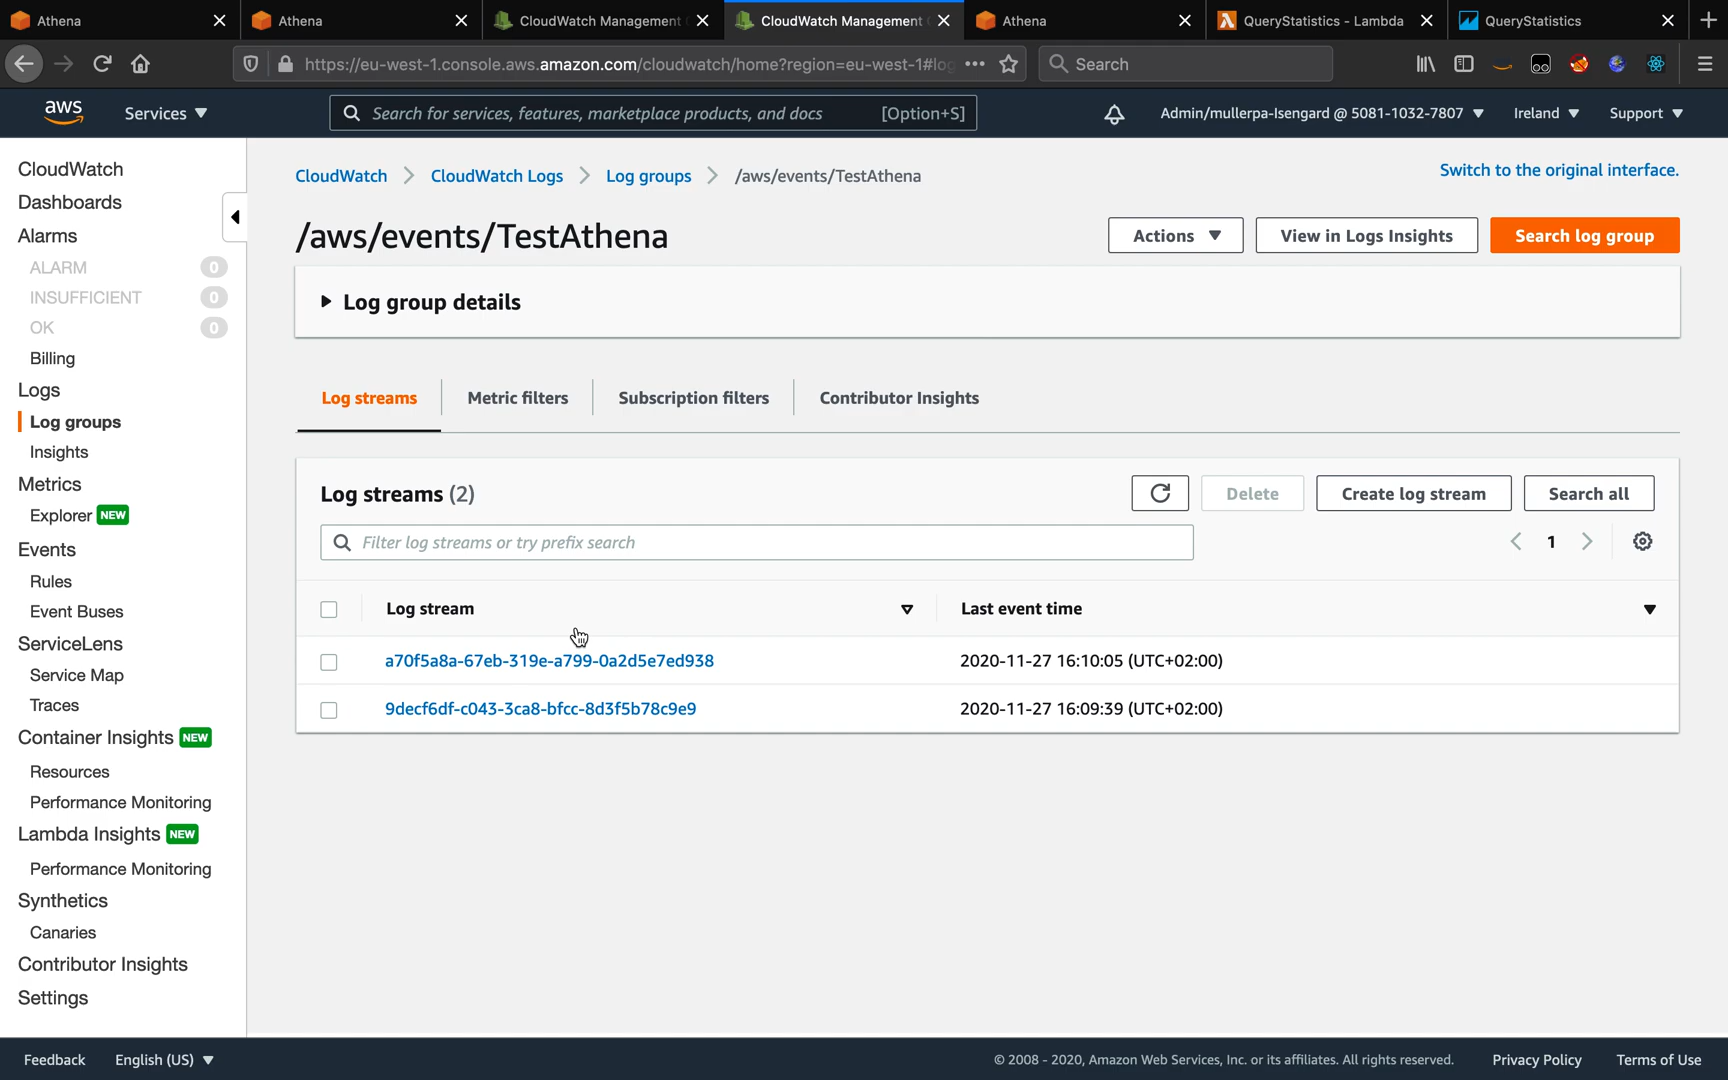 Athena
Athena
CloudWatch Management
CloudWatch Management
Athena
QueryStatistics - Lambda
QueryStatistics
https://eu-west-1.console.aws.amazon.com/cloudwatch/home?region=eu-west-1#log
Search
aws
Services
Search for services, features, marketplace products, and docs [Option+S]
Admin/mullerpa-Isengard @ 5081-1032-7807
Ireland
Support
CloudWatch
Dashboards
Alarms
ALARM 0
INSUFFICIENT 0
OK 0
Billing
Logs
Log groups
Insights
Metrics
Explorer NEW
Events
Rules
Event Buses
ServiceLens
Service Map
Traces
Container Insights NEW
Resources
Performance Monitoring
Lambda Insights NEW
Performance Monitoring
Synthetics
Canaries
Contributor Insights
Settings
CloudWatch CloudWatch Logs Log groups /aws/events/TestAthena
Switch to the original interface.
/aws/events/TestAthena
Actions
View in Logs Insights
Search log group
Log group details
Log streams
Metric filters
Subscription filters
Contributor Insights
Log streams (2)
Delete
Create log stream
Search all
Filter log streams or try prefix search
1
Log stream
Last event time
a70f5a8a-67eb-319e-a799-0a2d5e7ed938 2020-11-27 16:10:05 (UTC+02:00)
9decf6df-c043-3ca8-bfcc-8d3f5b78c9e9 2020-11-27 16:09:39 (UTC+02:00)
Feedback
English (US)
© 2008 - 2020, Amazon Web Services, Inc. or its affiliates. All rights reserved.
Privacy Policy
Terms of Use